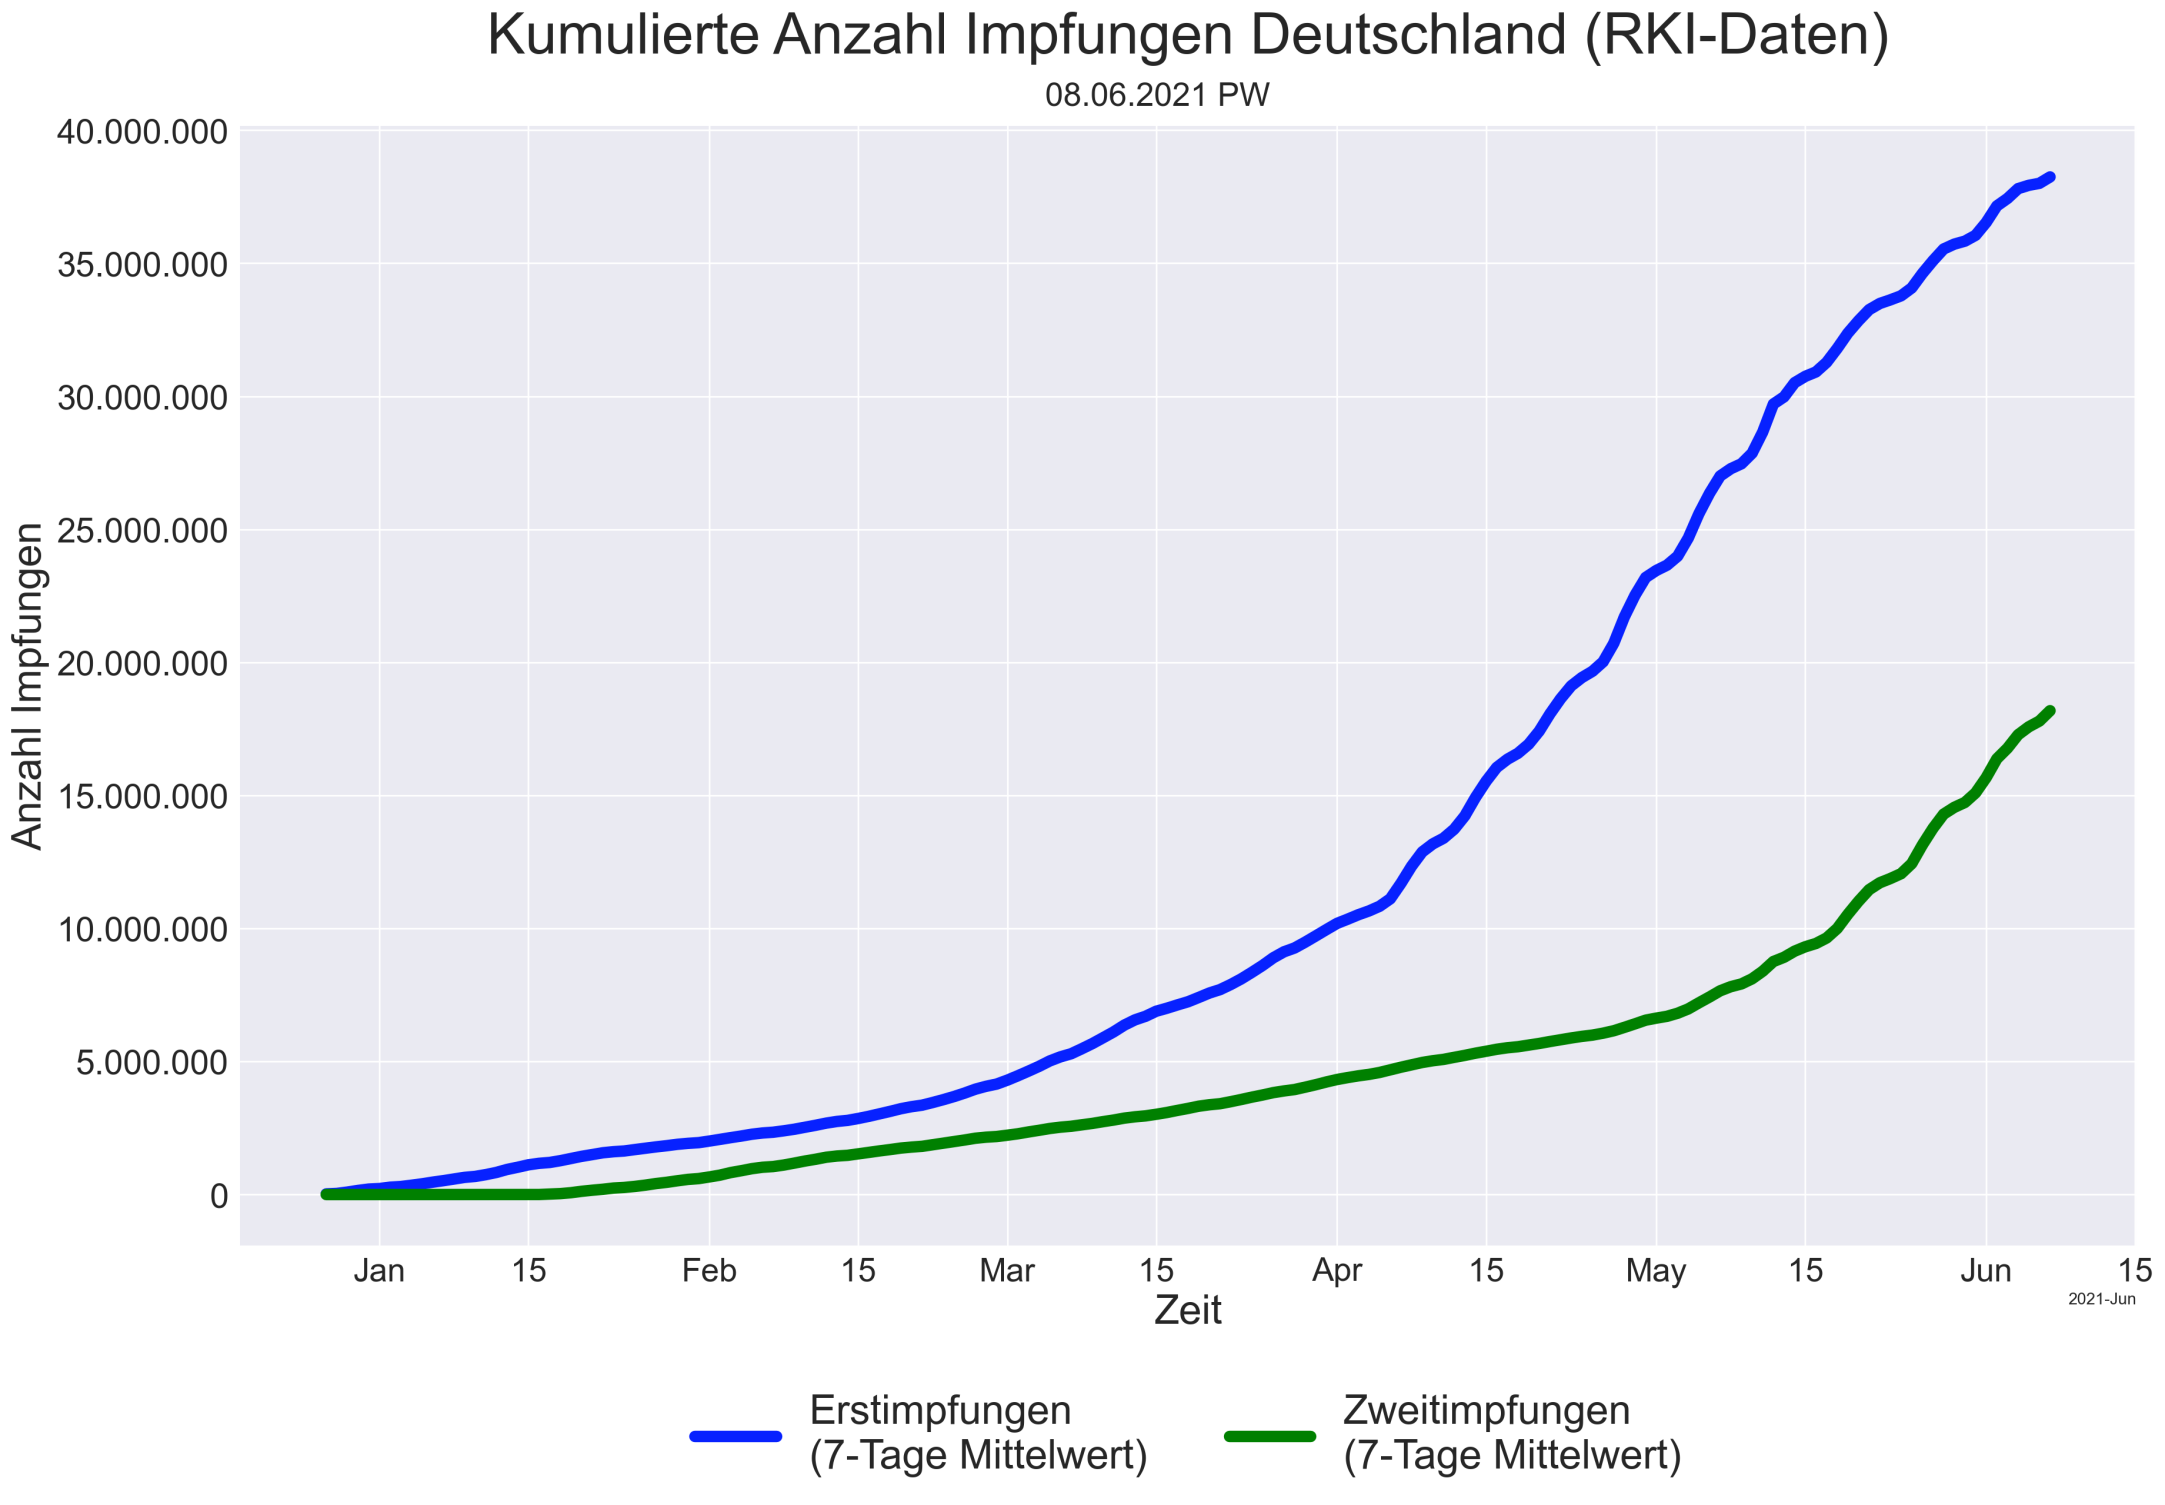 Kumulierte Anzahl Impfungen Deutschland (RKI-Daten)
08.06.2021 PW
Anzahl Impfungen
40.000.000
35.000.000
30.000.000
25.000.000
20.000.000
15.000.000
10.000.000
5.000.000
0
Jan 15 Feb 15 Mar 15 Apr 15 May 15 Jun 15
Zeit
2021-Jun
Erstimpfungen
(7-Tage Mittelwert)
Zweitimpfungen
(7-Tage Mittelwert)